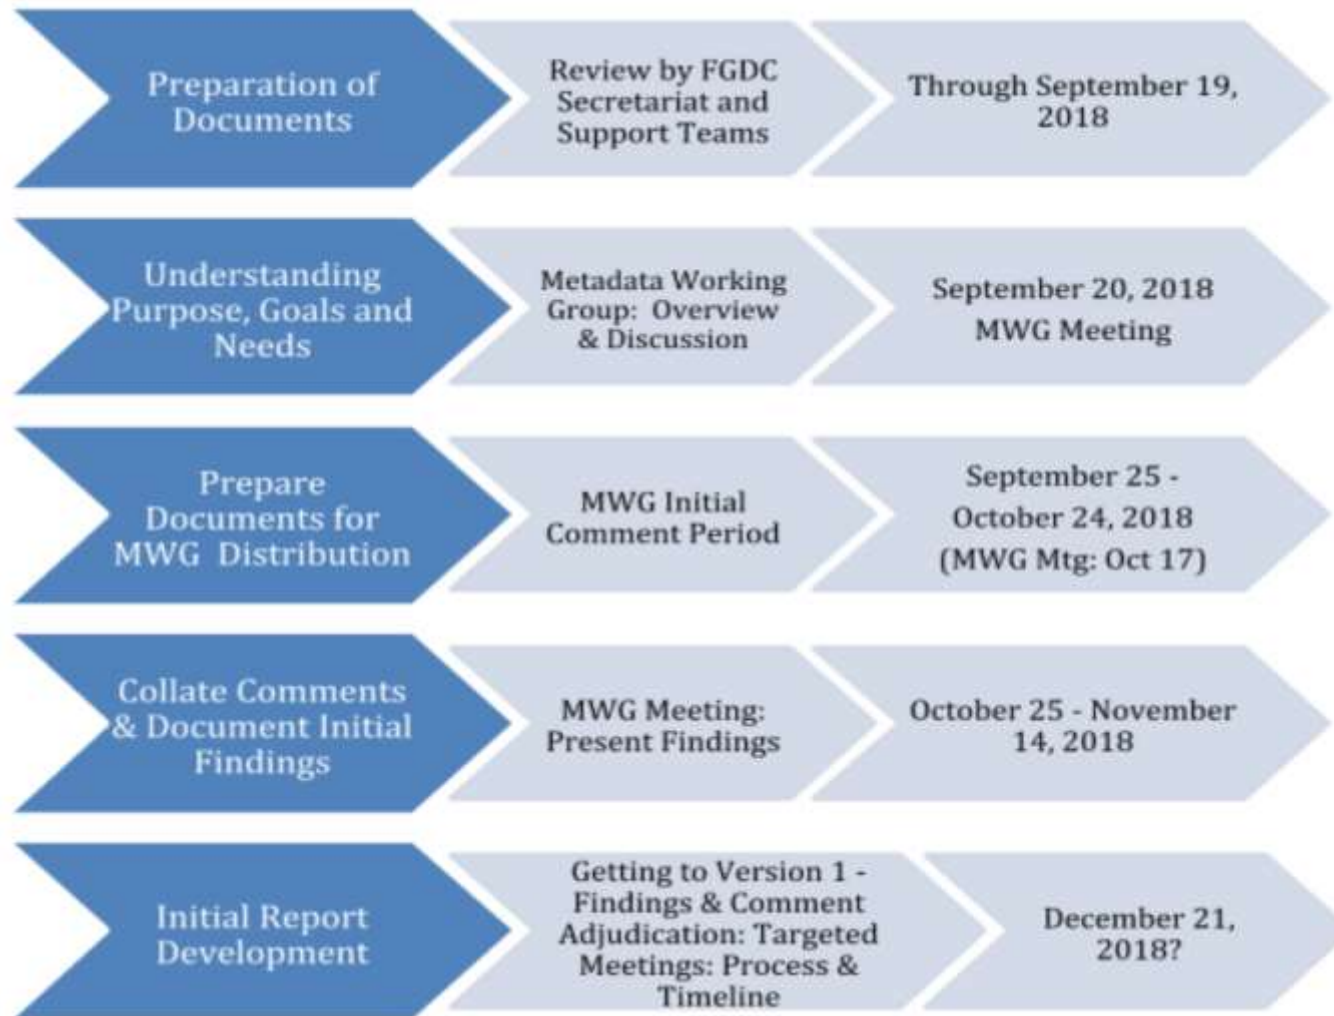 Preparation of
Documents
Review by FGDC
Secretariat and
Support Teams
Through September 19,
2018
Understanding
Purpose, Goals and
Needs
Metadata Working
Group: Overview
& Discussion
September 20, 2018
MWG Meeting
Prepare
Documents for
MWG Distribution
MWG Initial
Comment Period
September 25 -
October 24, 2018
(MWG Mtg: Oct 17)
Collate Comments
& Document Initial
Findings
MWG Meeting:
Present Findings
October 25 - November
14, 2018
Initial Report
Development
Getting to Version 1 -
Findings & Comment
Adjudication: Targeted
Meetings: Process &
Timeline
December 21,
2018?